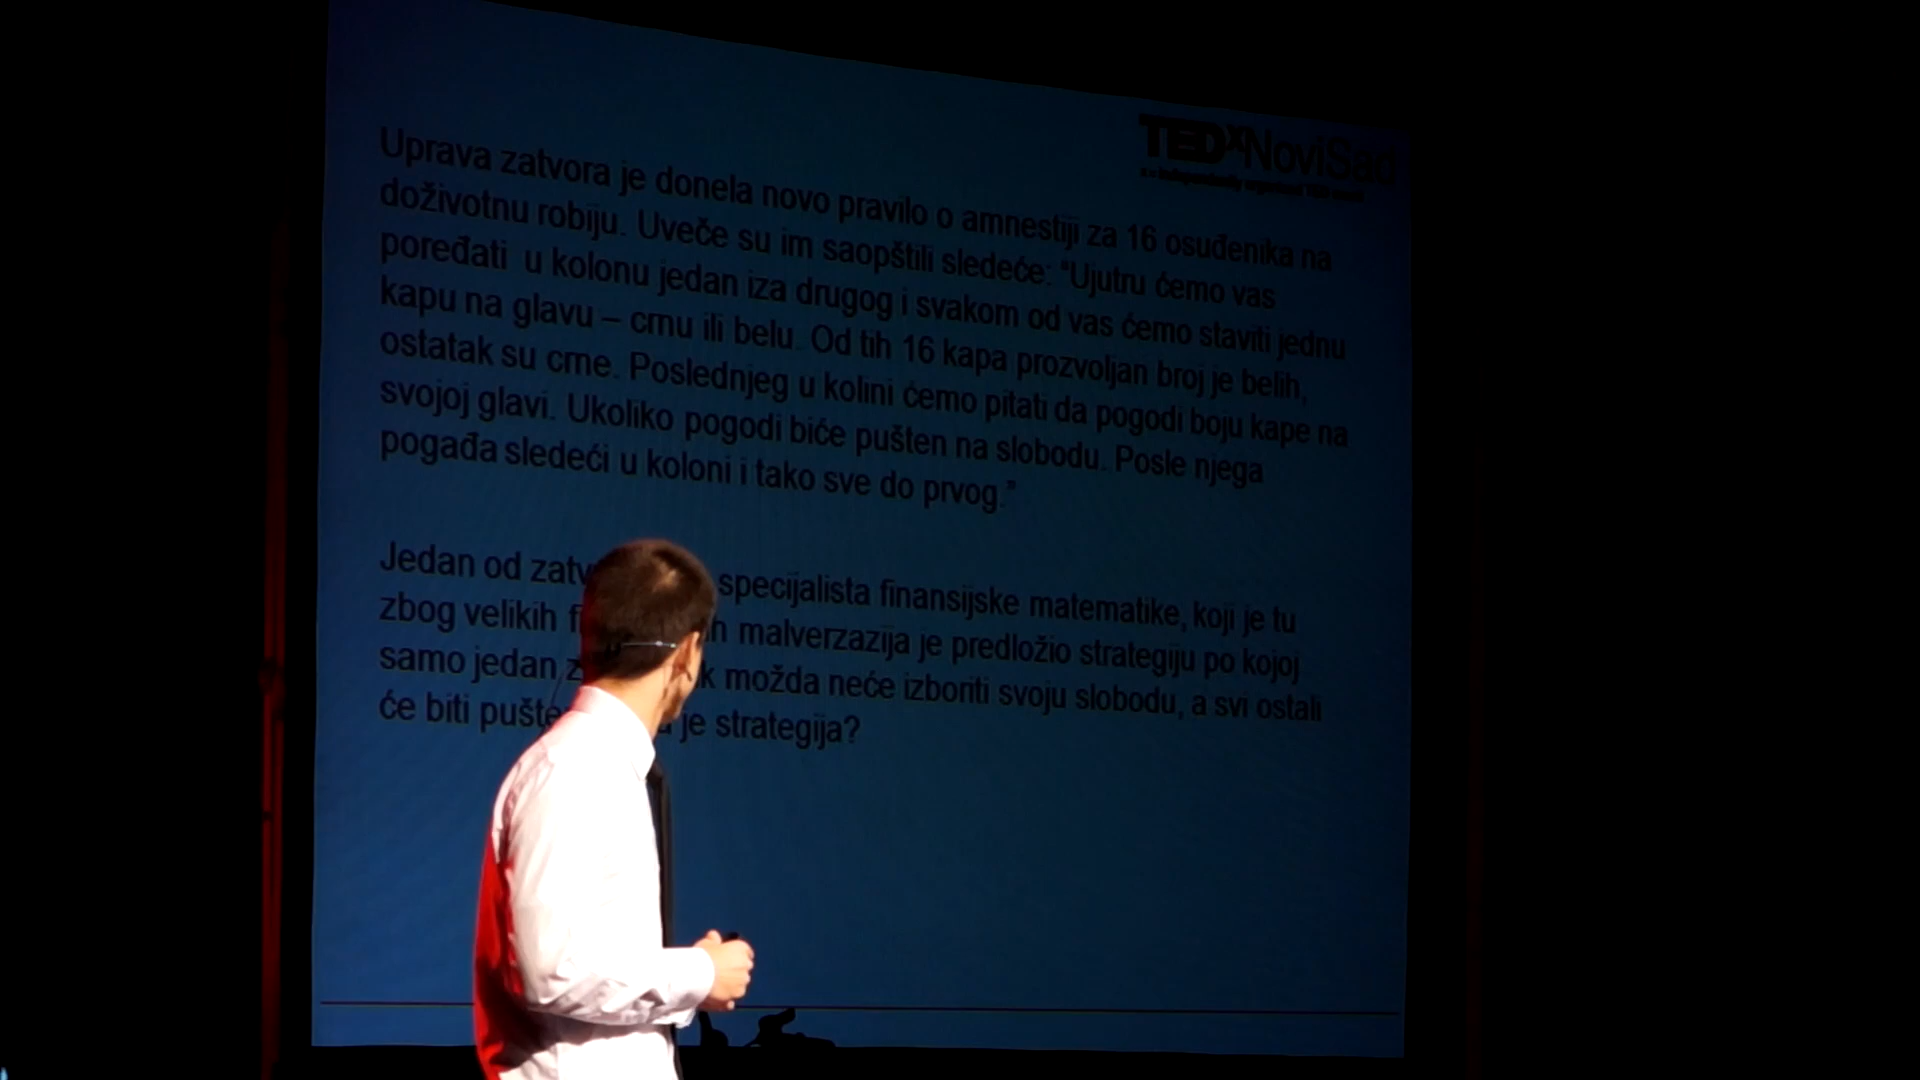 TEDxNoviSad
x = independently organized TED event
Uprava zatvora je donela novo pravilo o amnestiji za 16 osuđenika na
doživotnu robiju. Uveče su im saopštili sledeće: "Ujutru ćemo vas
poređati u kolonu jedan iza drugog i svakom od vas ćemo staviti jednu
kapu na glavu – crnu ili belu. Od tih 16 kapa prozvoljan broj je belih,
ostatak su crne. Poslednjeg u kolini ćemo pitati da pogodi boju kape na
svojoj glavi. Ukoliko pogodi biće pušten na slobodu. Posle njega
pogađa sledeći u koloni i tako sve do prvog."
Jedan od specijalista finansijske matematike, koji je tu
zbog velikih malverzazija je predložio strategiju po kojoj
samo jedan možda neće izboriti svoju slobodu, a svi ostali
će biti je strategija?